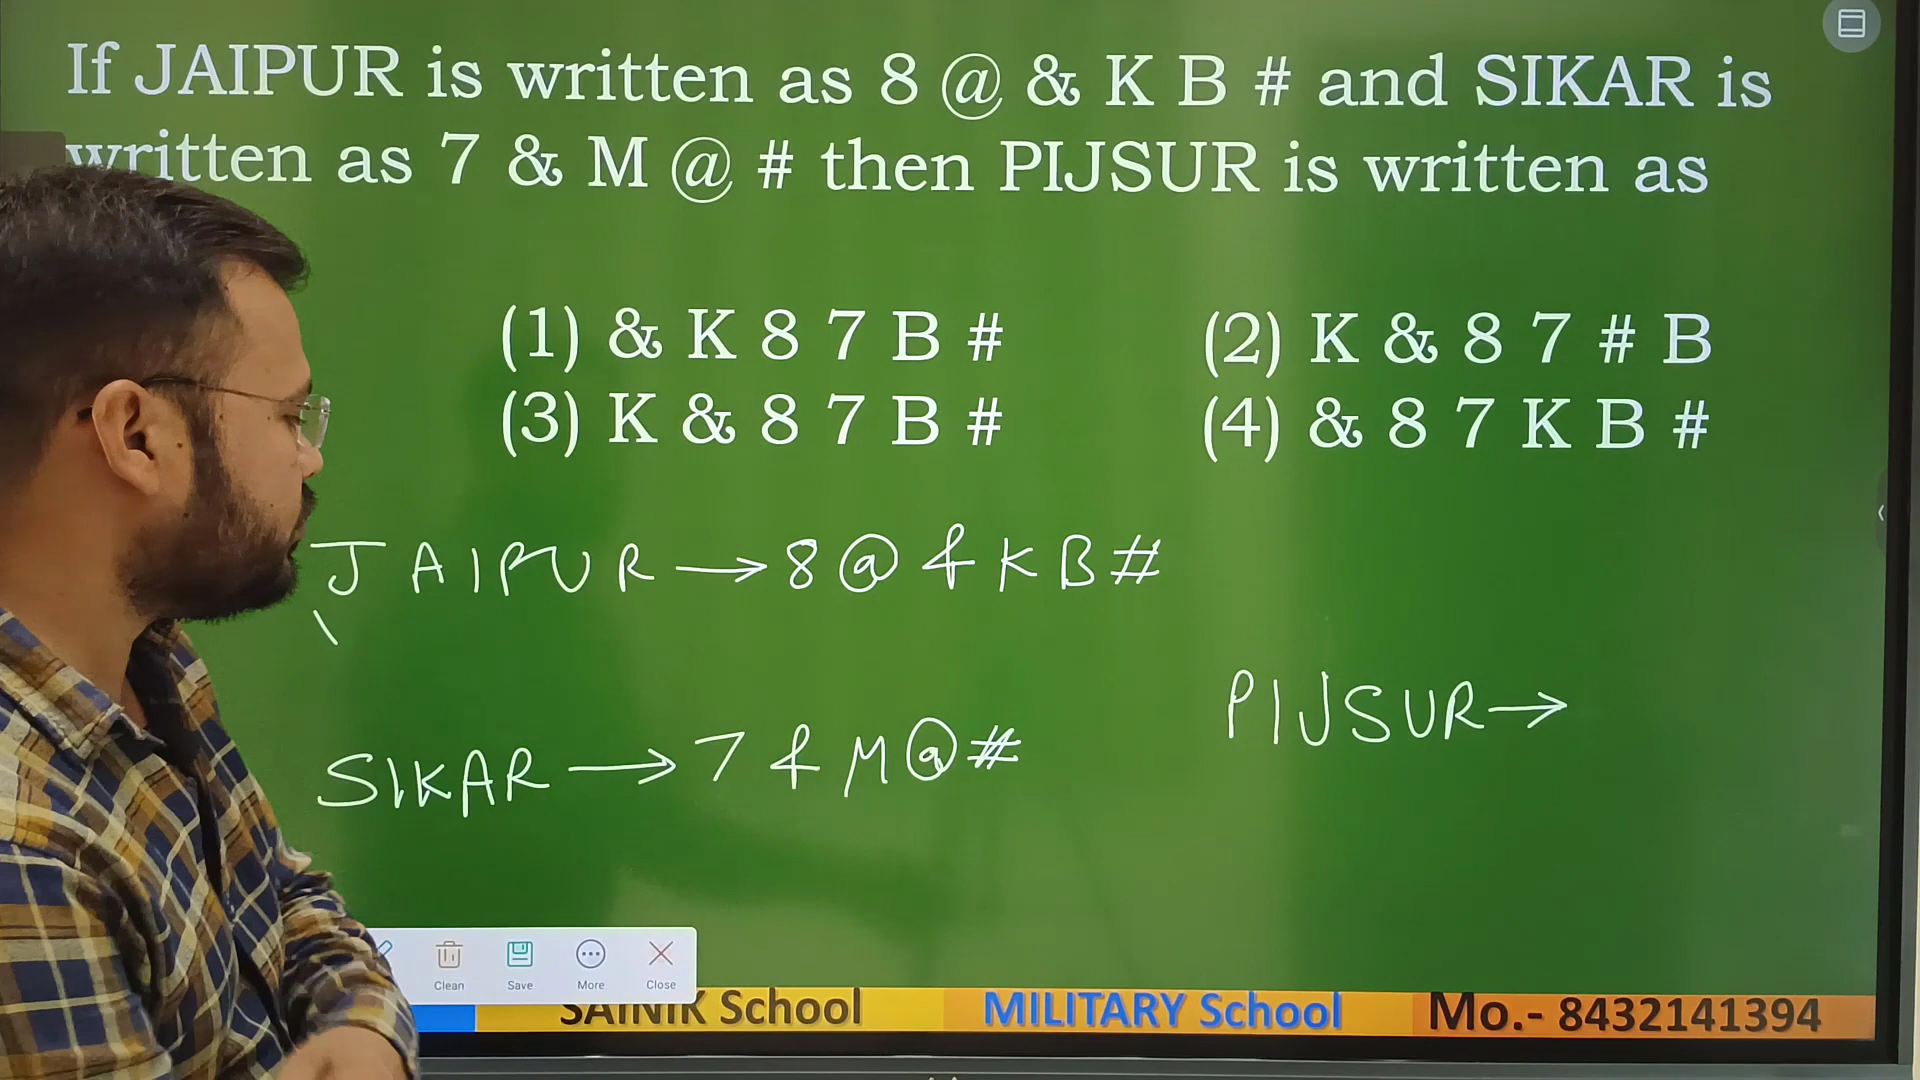 If JAIPUR is written as 8 @ & K B # and SIKAR is
written as 7 & M @ # then PIJSUR is written as
(1) & K 8 7 B # (2) K & 8 7 # B
(3) K & 8 7 B # (4) & 8 7 K B #
JAIPUR → 8 @ & K B #
PIJSUR →
SIKAR → 7 & M @ #
Clean Save More Close
SAINIK School MILITARY School Mo.- 8432141394